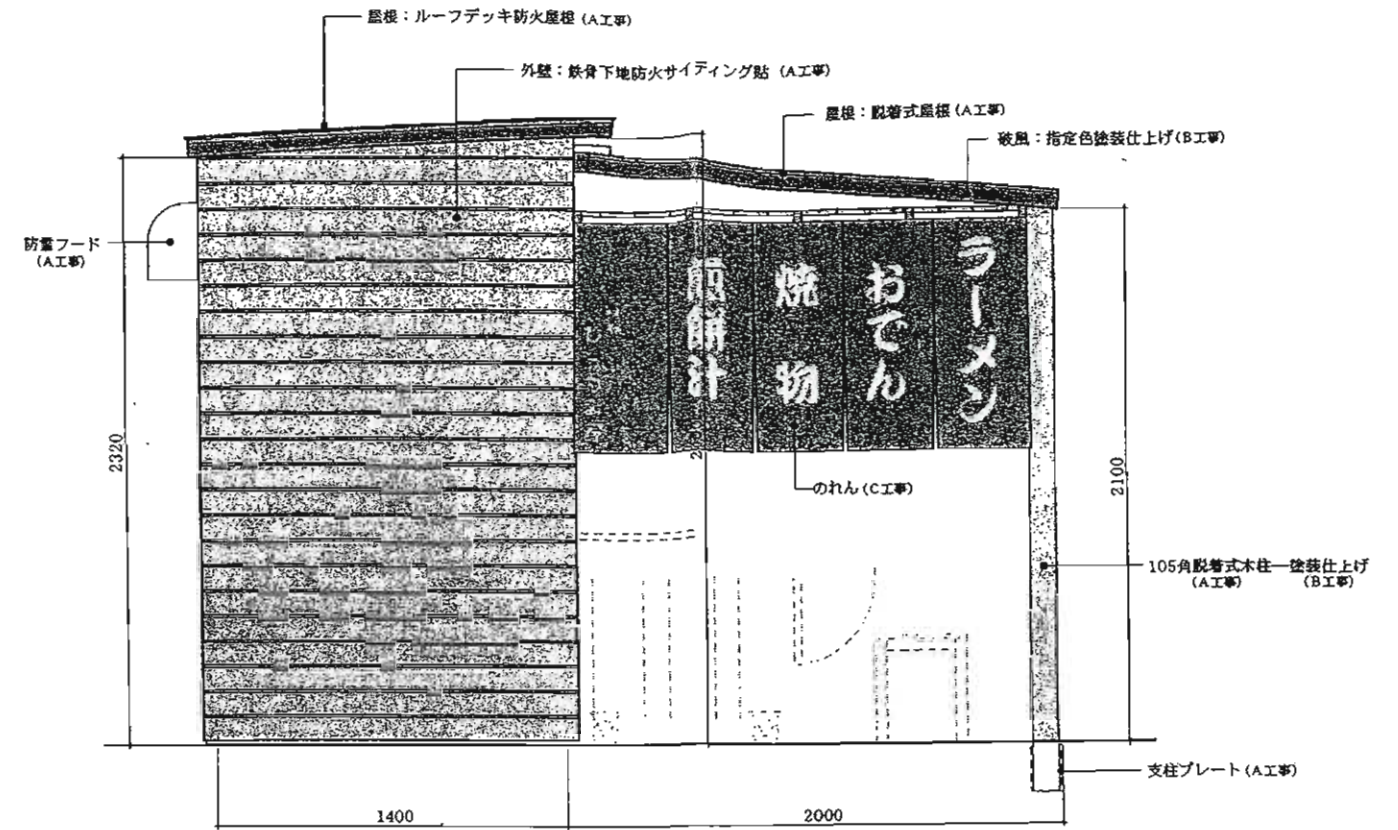 屋根：ルーフデッキ防火屋根(A工事)
外壁：鉄骨下地防火サイディング貼 (A工事)
屋根：脱着式屋根(A工事)
破風：指定色塗装仕上げ(B工事)
防雪フード
(A工事)
ラーメン
おでん
焼物
煎餅汁
2320
2100
のれん(C工事)
105角脱着式木柱―塗装仕上げ
(A工事) (B工事)
支柱プレート(A工事)
1400
2000